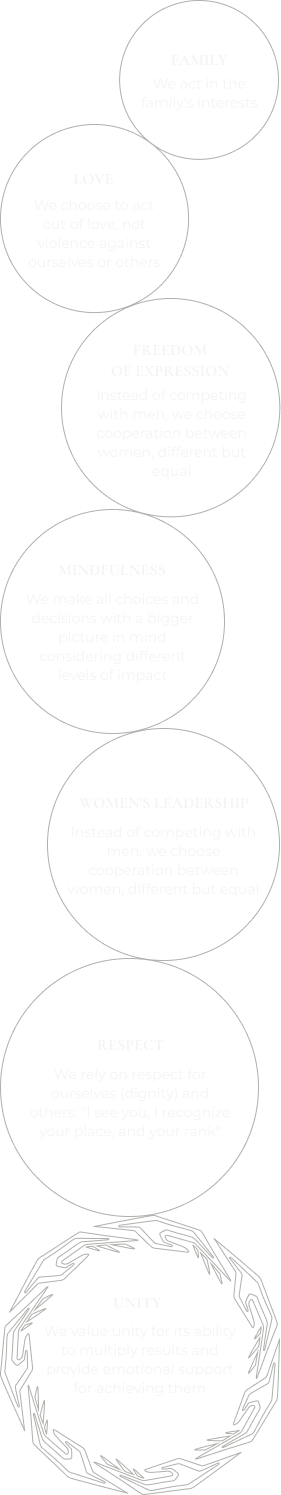 FAMILY
We act in the
family's interests
LOVE
We choose to act
out of love, not
violence against
ourselves or others
FREEDOM
OF EXPRESSION
Instead of competing
with men, we choose
cooperation between
women, different but
equal
MINDFULNESS
We make all choices and
decisions with a bigger
picture in mind
considering different
levels of impact
WOMEN'S LEADERSHIP
Instead of competing with
men, we choose
cooperation between
women, different but equal
RESPECT
We rely on respect for
ourselves (dignity) and
others: "I see you, I recognize
your place, and your rank"
UNITY
We value unity for its ability
to multiply results and
provide emotional support
for achieving them